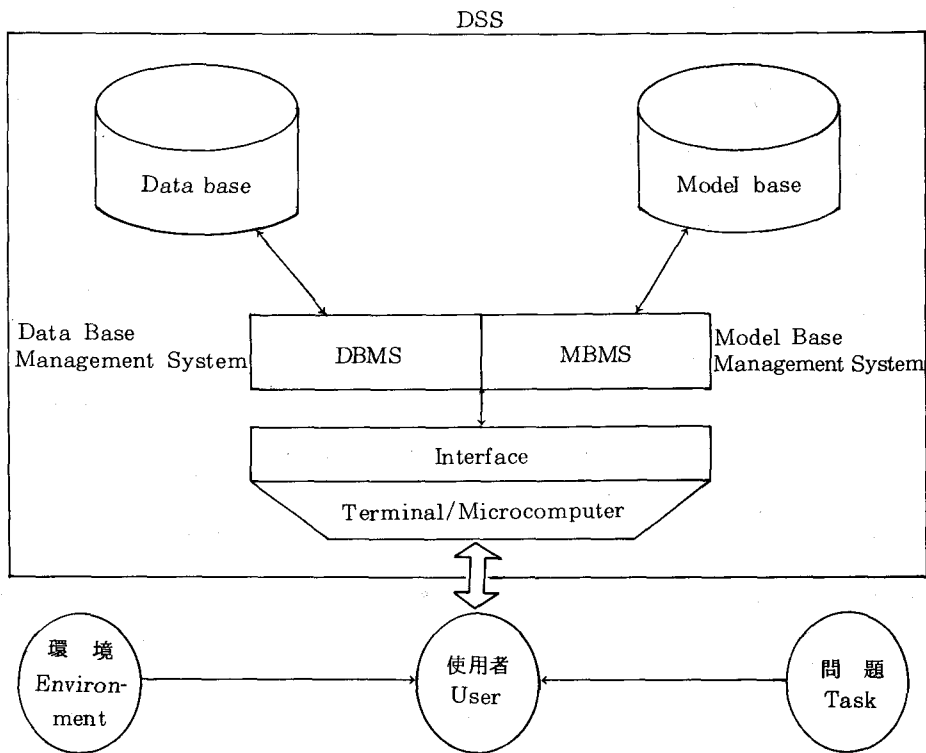 DSS
Data base
Model base
Data Base
Management System
DBMS
MBMS
Model Base
Management System
Interface
Terminal/Microcomputer
環境
Environ-
ment
使用者
User
問題
Task